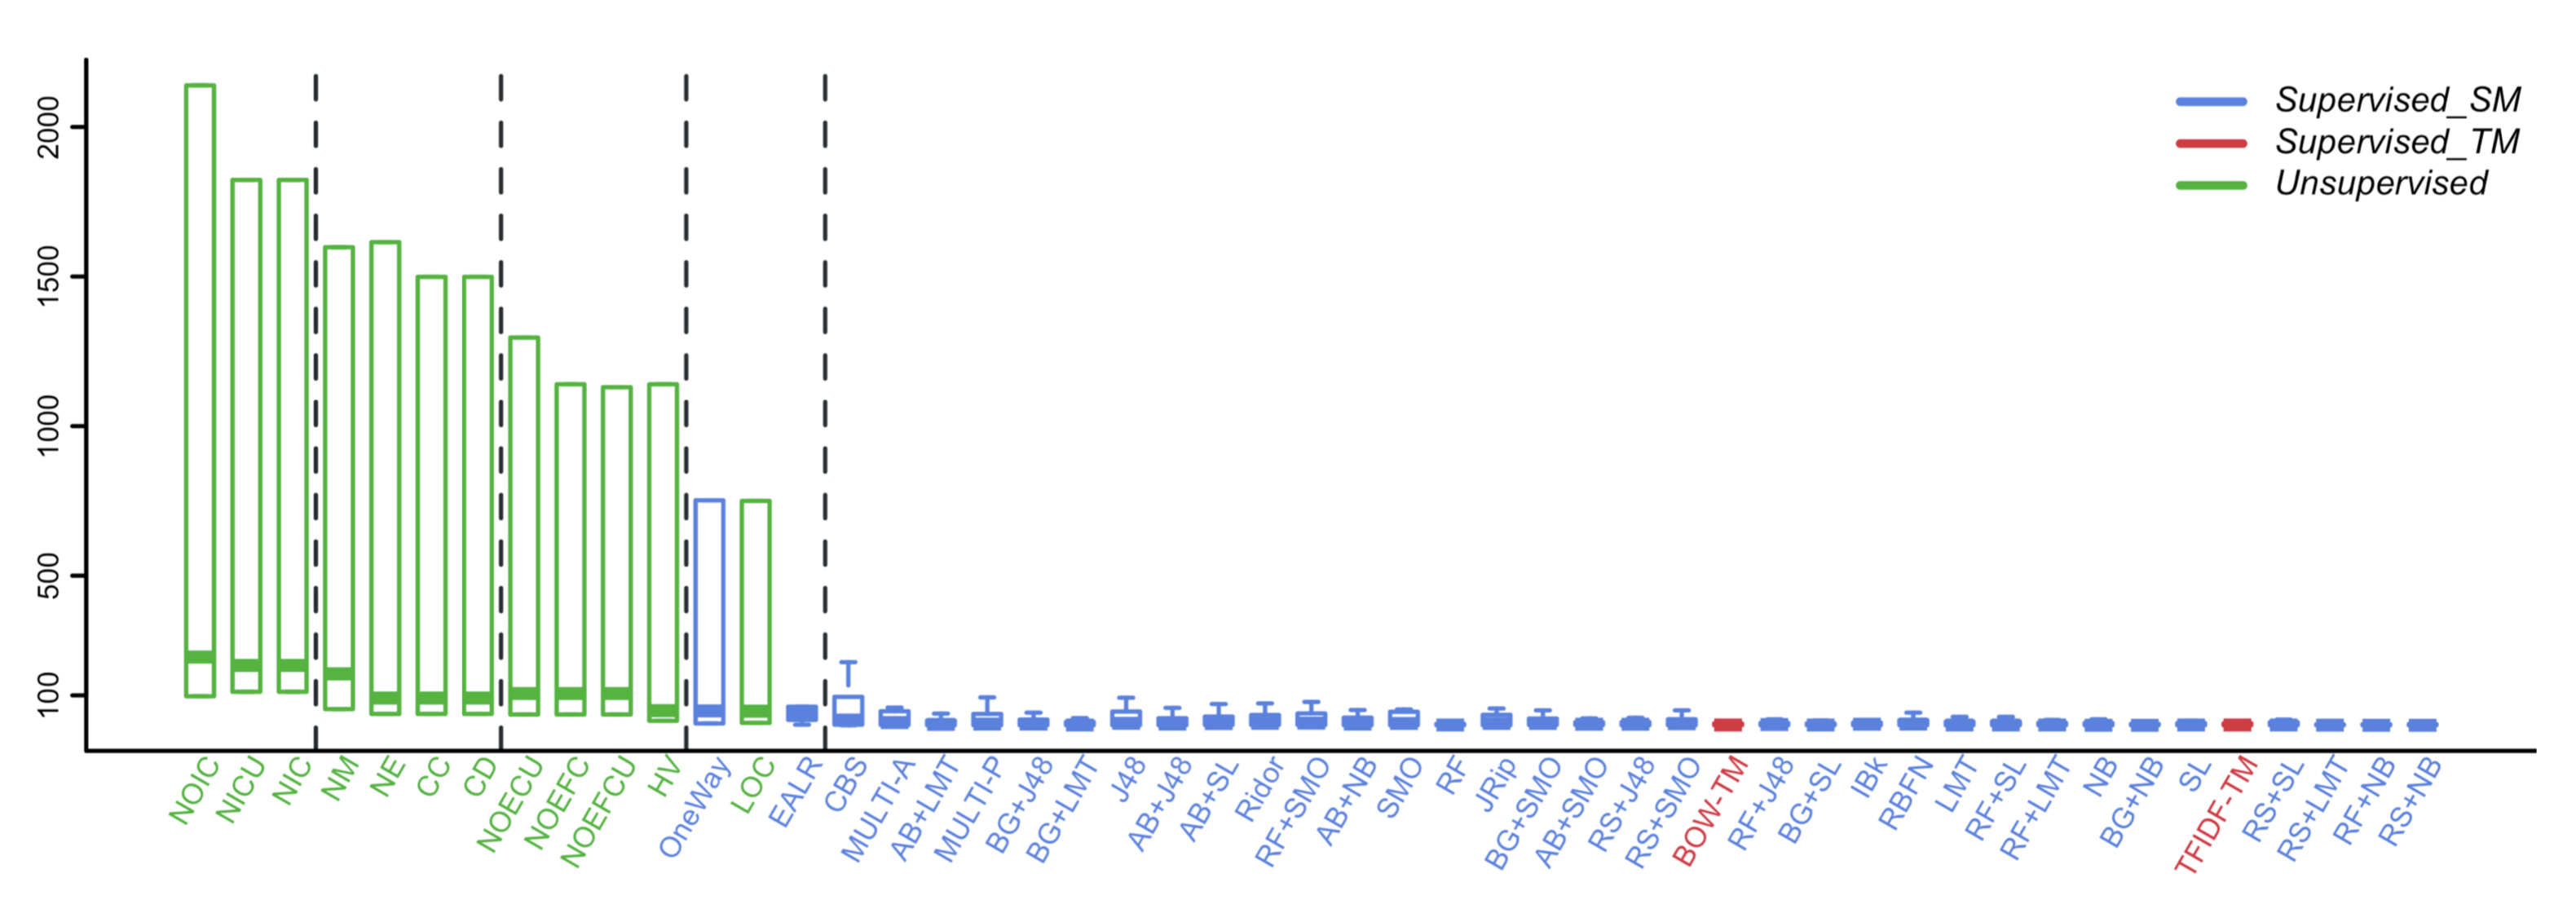 2000
1500
1000
500
100
Supervised_SM
Supervised_TM
Unsupervised
NOIC
NICU
NIC
NM
NE
CC
CD
NOECU
NOEFC
NOEFCU
HV
OneWay
LOC
EALR
CBS
MULTI-A
AB+LMT
MULTI-P
BG+J48
BG+LMT
J48
AB+J48
AB+SL
Ridor
RF+SMO
AB+NB
SMO
RF
JRip
BG+SMO
AB+SMO
RS+J48
RS+SMO
BOW-TM
RF+J48
BG+SL
IBk
RBFN
LMT
RF+SL
RF+LMT
NB
BG+NB
SL
TFIDF-TM
RS+SL
RS+LMT
RF+NB
RS+NB